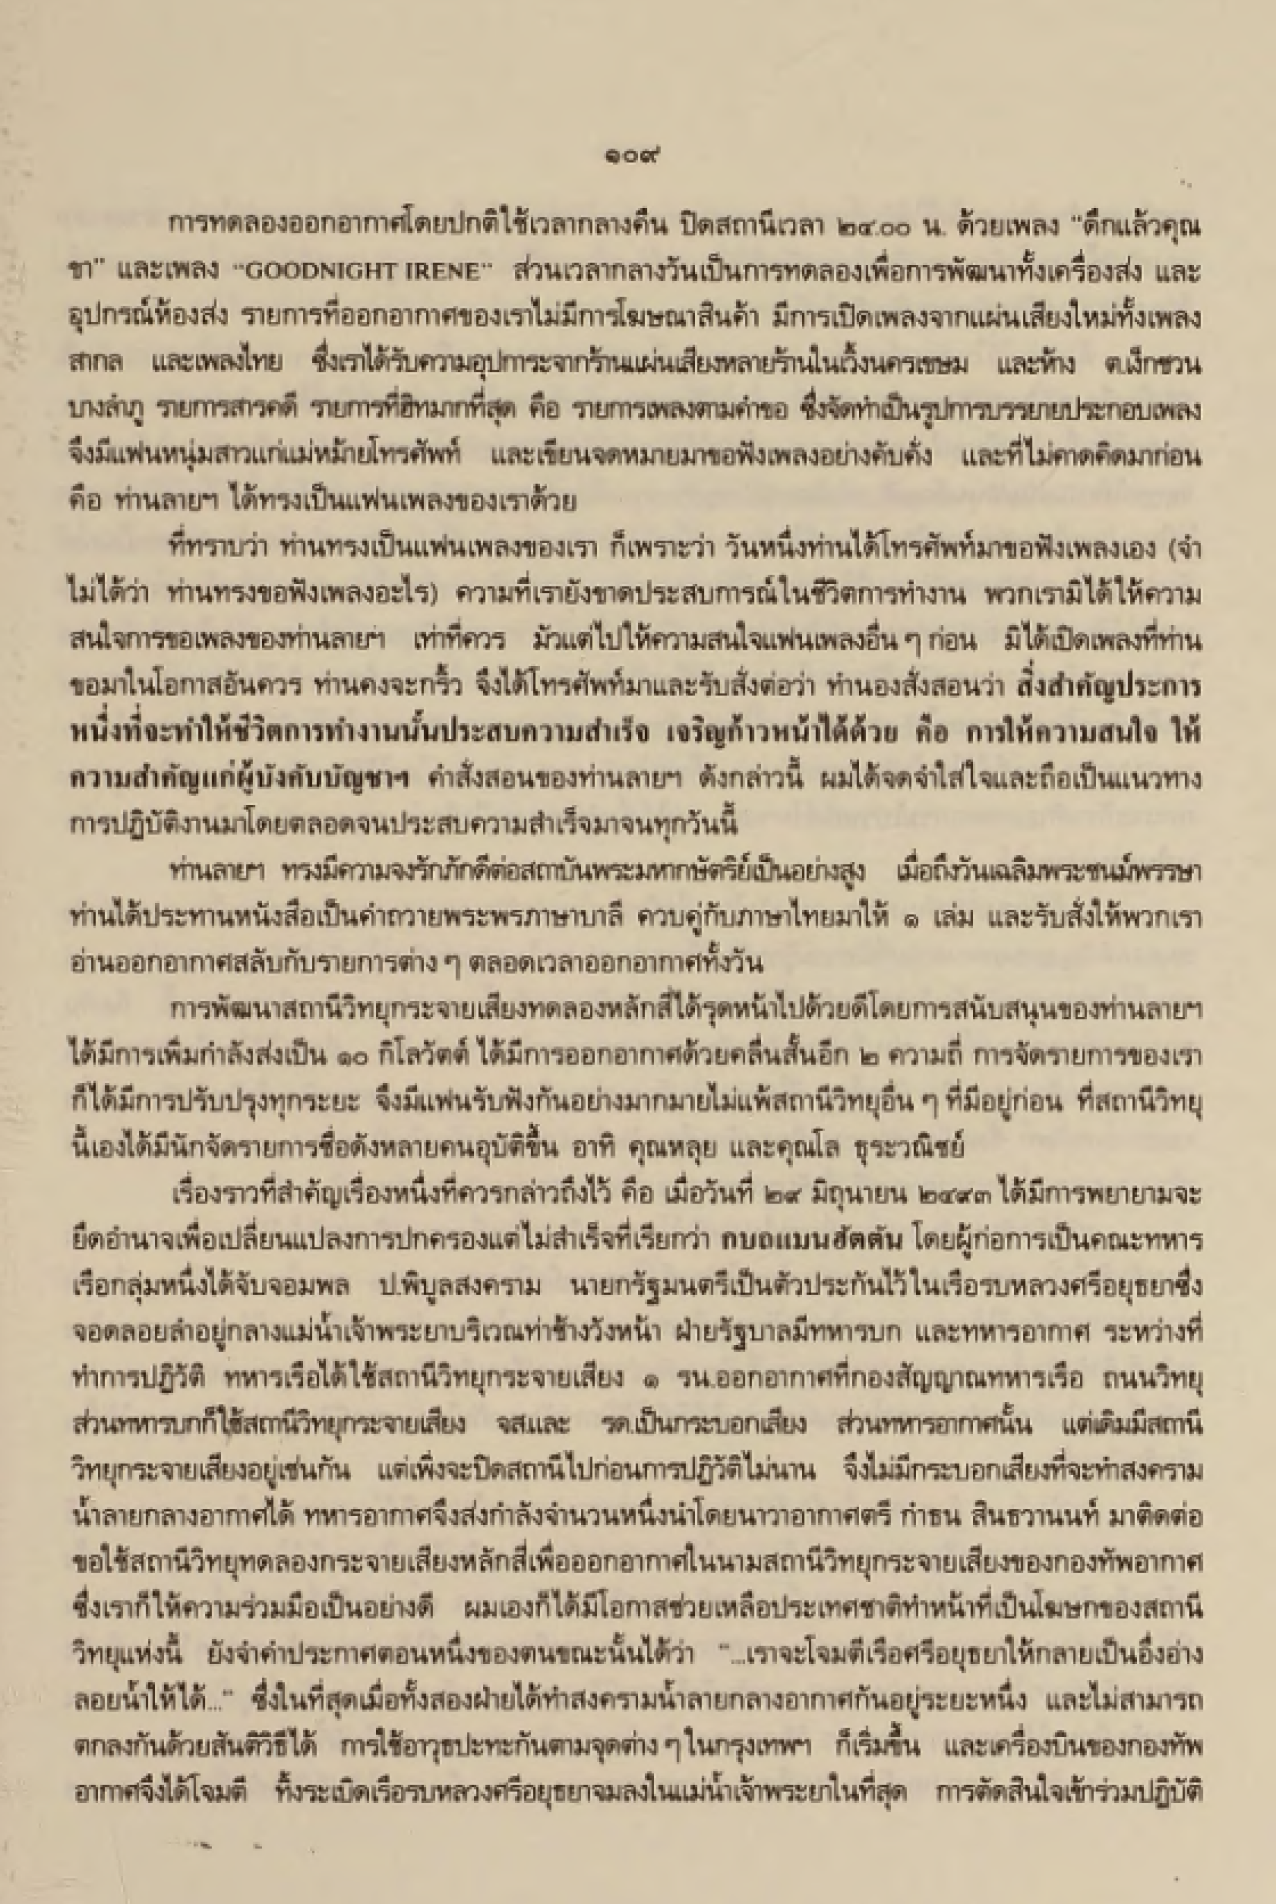 ๑๐๙
การทดลองออกอากาศโดยปกติใช้เวลากลางคืน ปิดสถานีเวลา ๒๔.๐๐ น. ด้วยเพลง "ดึกแล้วคุณ
ขา" และเพลง "GOODNIGHT IRENE" ส่วนเวลากลางวันเป็นการทดลองเพื่อการพัฒนาทั้งเครื่องส่ง และ
อุปกรณ์ห้องส่ง รายการที่ออกอากาศของเราไม่มีการโฆษณาสินค้า มีการเปิดเพลงจากแผ่นเสียงใหม่ทั้งเพลง
สากล และเพลงไทย ซึ่งเราได้รับความอุปการะจากร้านแผ่นเสียงหลายร้านในเวิ้งนครเขษม และห้าง ต.เง็กชวน
บางลำภู รายการสารคดี รายการที่ฮิทมากที่สุด คือ รายการเพลงตามคำขอ ซึ่งจัดทำเป็นรูปการบรรยายประกอบเพลง
จึงมีแฟนหนุ่มสาวแก่แม่หม้ายโทรศัพท์ และเขียนจดหมายมาขอฟังเพลงอย่างคับคั่ง และที่ไม่คาดคิดมาก่อน
คือ ท่านลายฯ ได้ทรงเป็นแฟนเพลงของเราด้วย
ที่ทราบว่า ท่านทรงเป็นแฟนเพลงของเรา ก็เพราะว่า วันหนึ่งท่านได้โทรศัพท์มาขอฟังเพลงเอง (จำ
ไม่ได้ว่า ท่านทรงขอฟังเพลงอะไร) ความที่เรายังขาดประสบการณ์ในชีวิตการทำงาน พวกเรามิได้ให้ความ
สนใจการขอเพลงของท่านลายฯ เท่าที่ควร มัวแต่ไปให้ความสนใจแฟนเพลงอื่น ๆ ก่อน มิได้เปิดเพลงที่ท่าน
ขอมาในโอกาสอันควร ท่านคงจะกริ้ว จึงได้โทรศัพท์มาและรับสั่งต่อว่า ทำนองสั่งสอนว่า สิ่งสำคัญประการ
หนึ่งที่จะทำให้ชีวิตการทำงานนั้นประสบความสำเร็จ เจริญก้าวหน้าได้ด้วย คือ การให้ความสนใจ ให้
ความสำคัญแก่ผู้บังคับบัญชาฯ คำสั่งสอนของท่านลายฯ ดังกล่าวนี้ ผมได้จดจำใส่ใจและถือเป็นแนวทาง
การปฏิบัติงานมาโดยตลอดจนประสบความสำเร็จมาจนทุกวันนี้
ท่านลายฯ ทรงมีความจงรักภักดีต่อสถาบันพระมหากษัตริย์เป็นอย่างสูง เมื่อถึงวันเฉลิมพระชนม์พรรษา
ท่านได้ประทานหนังสือเป็นคำถวายพระพรภาษาบาลี ควบคู่กับภาษาไทยมาให้ ๑ เล่ม และรับสั่งให้พวกเรา
อ่านออกอากาศสลับกับรายการต่าง ๆ ตลอดเวลาออกอากาศทั้งวัน
การพัฒนาสถานีวิทยุกระจายเสียงทดลองหลักสี่ได้รุดหน้าไปด้วยดีโดยการสนับสนุนของท่านลายฯ
ได้มีการเพิ่มกำลังส่งเป็น ๑๐ กิโลวัตต์ ได้มีการออกอากาศด้วยคลื่นสั้นอีก ๒ ความถี่ การจัดรายการของเรา
ก็ได้มีการปรับปรุงทุกระยะ จึงมีแฟนรับฟังกันอย่างมากมายไม่แพ้สถานีวิทยุอื่น ๆ ที่มีอยู่ก่อน ที่สถานีวิทยุ
นี้เองได้มีนักจัดรายการชื่อดังหลายคนอุบัติขึ้น อาทิ คุณหลุย และคุณโล ธุระวณิชย์
เรื่องราวที่สำคัญเรื่องหนึ่งที่ควรกล่าวถึงไว้ คือ เมื่อวันที่ ๒๙ มิถุนายน ๒๔๙๓ ได้มีการพยายามจะ
ยึดอำนาจเพื่อเปลี่ยนแปลงการปกครองแต่ไม่สำเร็จที่เรียกว่า กบถแมนฮัตตัน โดยผู้ก่อการเป็นคณะทหาร
เรือกลุ่มหนึ่งได้จับจอมพล ป.พิบูลสงคราม นายกรัฐมนตรีเป็นตัวประกันไว้ในเรือรบหลวงศรีอยุธยาซึ่ง
จอดลอยลำอยู่กลางแม่น้ำเจ้าพระยาบริเวณท่าช้างวังหน้า ฝ่ายรัฐบาลมีทหารบก และทหารอากาศ ระหว่างที่
ทำการปฏิวัติ ทหารเรือได้ใช้สถานีวิทยุกระจายเสียง ๑ รน.ออกอากาศที่กองสัญญาณทหารเรือ ถนนวิทยุ
ส่วนทหารบกก็ใช้สถานีวิทยุกระจายเสียง จส.และ รด.เป็นกระบอกเสียง ส่วนทหารอากาศนั้น แต่เดิมมีสถานี
วิทยุกระจายเสียงอยู่เช่นกัน แต่เพิ่งจะปิดสถานีไปก่อนการปฏิวัติไม่นาน จึงไม่มีกระบอกเสียงที่จะทำสงคราม
น้ำลายกลางอากาศได้ ทหารอากาศจึงส่งกำลังจำนวนหนึ่งนำโดยนาวาอากาศตรี กำธน สินธวานนท์ มาติดต่อ
ขอใช้สถานีวิทยุทดลองกระจายเสียงหลักสี่เพื่อออกอากาศในนามสถานีวิทยุกระจายเสียงของกองทัพอากาศ
ซึ่งเราก็ให้ความร่วมมือเป็นอย่างดี ผมเองก็ได้มีโอกาสช่วยเหลือประเทศชาติทำหน้าที่เป็นโฆษกของสถานี
วิทยุแห่งนี้ ยังจำคำประกาศตอนหนึ่งของตนขณะนั้นได้ว่า "...เราจะโจมตีเรือศรีอยุธยาให้กลายเป็นอึ่งอ่าง
ลอยน้ำให้ได้..." ซึ่งในที่สุดเมื่อทั้งสองฝ่ายได้ทำสงครามน้ำลายกลางอากาศกันอยู่ระยะหนึ่ง และไม่สามารถ
ตกลงกันด้วยสันติวิธีได้ การใช้อาวุธปะทะกันตามจุดต่าง ๆ ในกรุงเทพฯ ก็เริ่มขึ้น และเครื่องบินของกองทัพ
อากาศจึงได้โจมตี ทิ้งระเบิดเรือรบหลวงศรีอยุธยาจมลงในแม่น้ำเจ้าพระยาในที่สุด การตัดสินใจเข้าร่วมปฏิบัติ